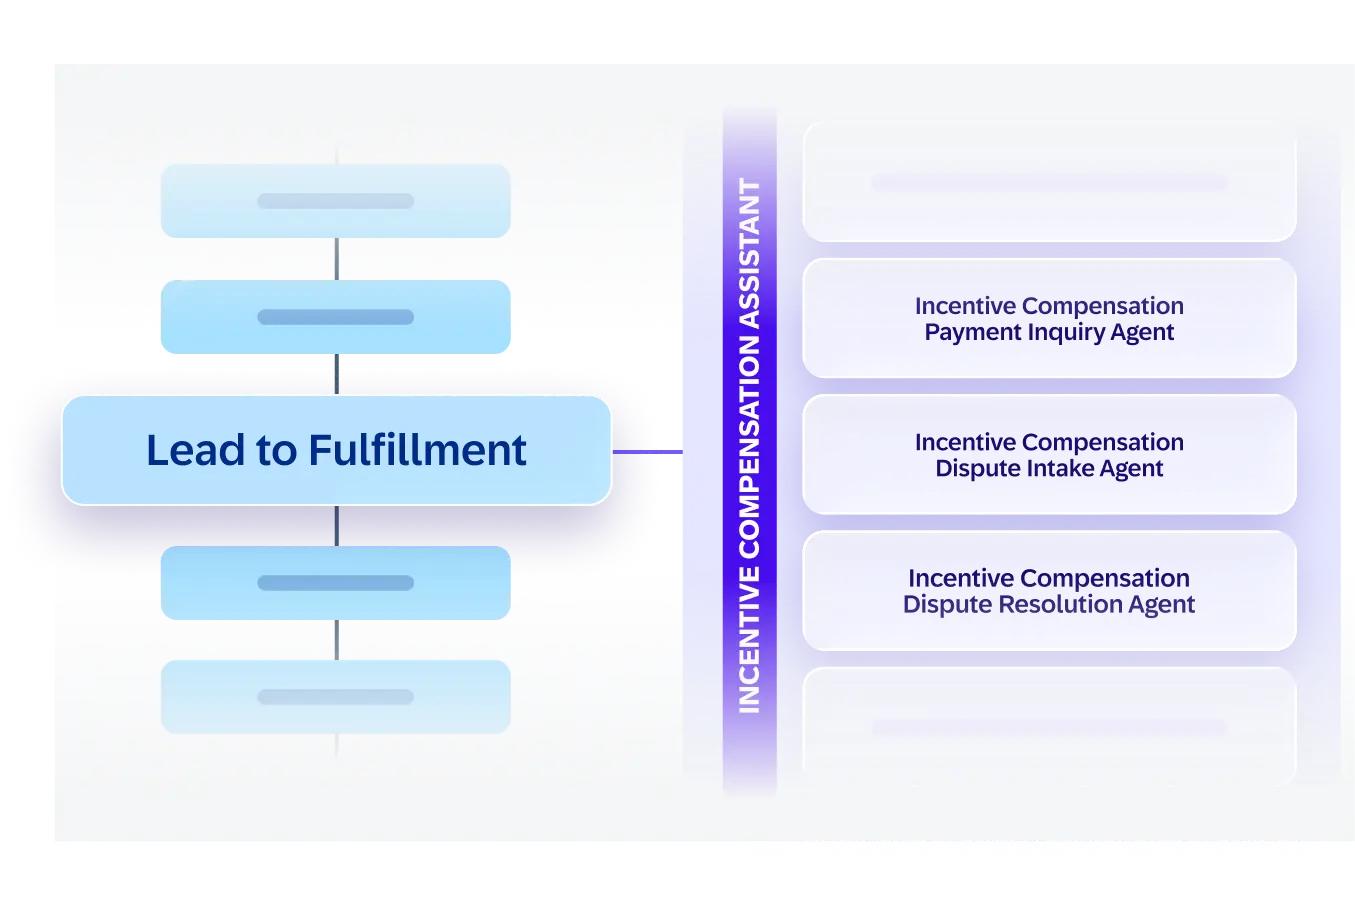 Lead to Fulfillment
INCENTIVE COMPENSATION ASSISTANT
Incentive Compensation
Payment Inquiry Agent
Incentive Compensation
Dispute Intake Agent
Incentive Compensation
Dispute Resolution Agent